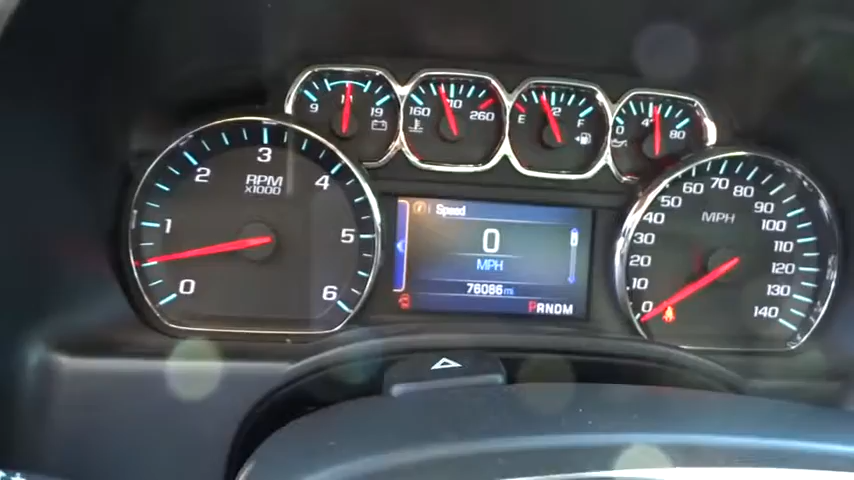 9 19
160 210 260
E F
0 80
0 1 2 3 4 5 6
RPM
X1000
i Speed
0
MPH
76086 mi
PRNDM
0 10 20 30 40 50 60 70 80 90 100 110 120 130 140
MPH